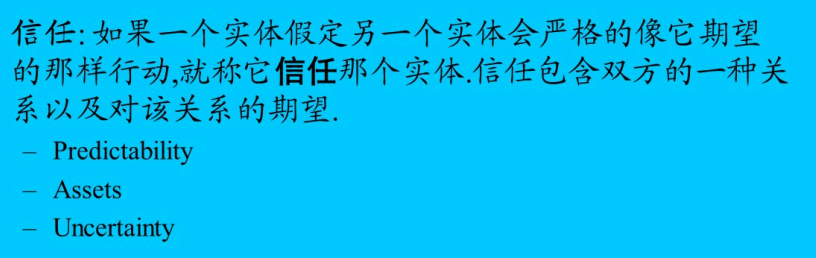 信任: 如果一个实体假定另一个实体会严格的像它期望
的那样行动,就称它信任那个实体.信任包含双方的一种关
系以及对该关系的期望.
– Predictability
– Assets
– Uncertainty